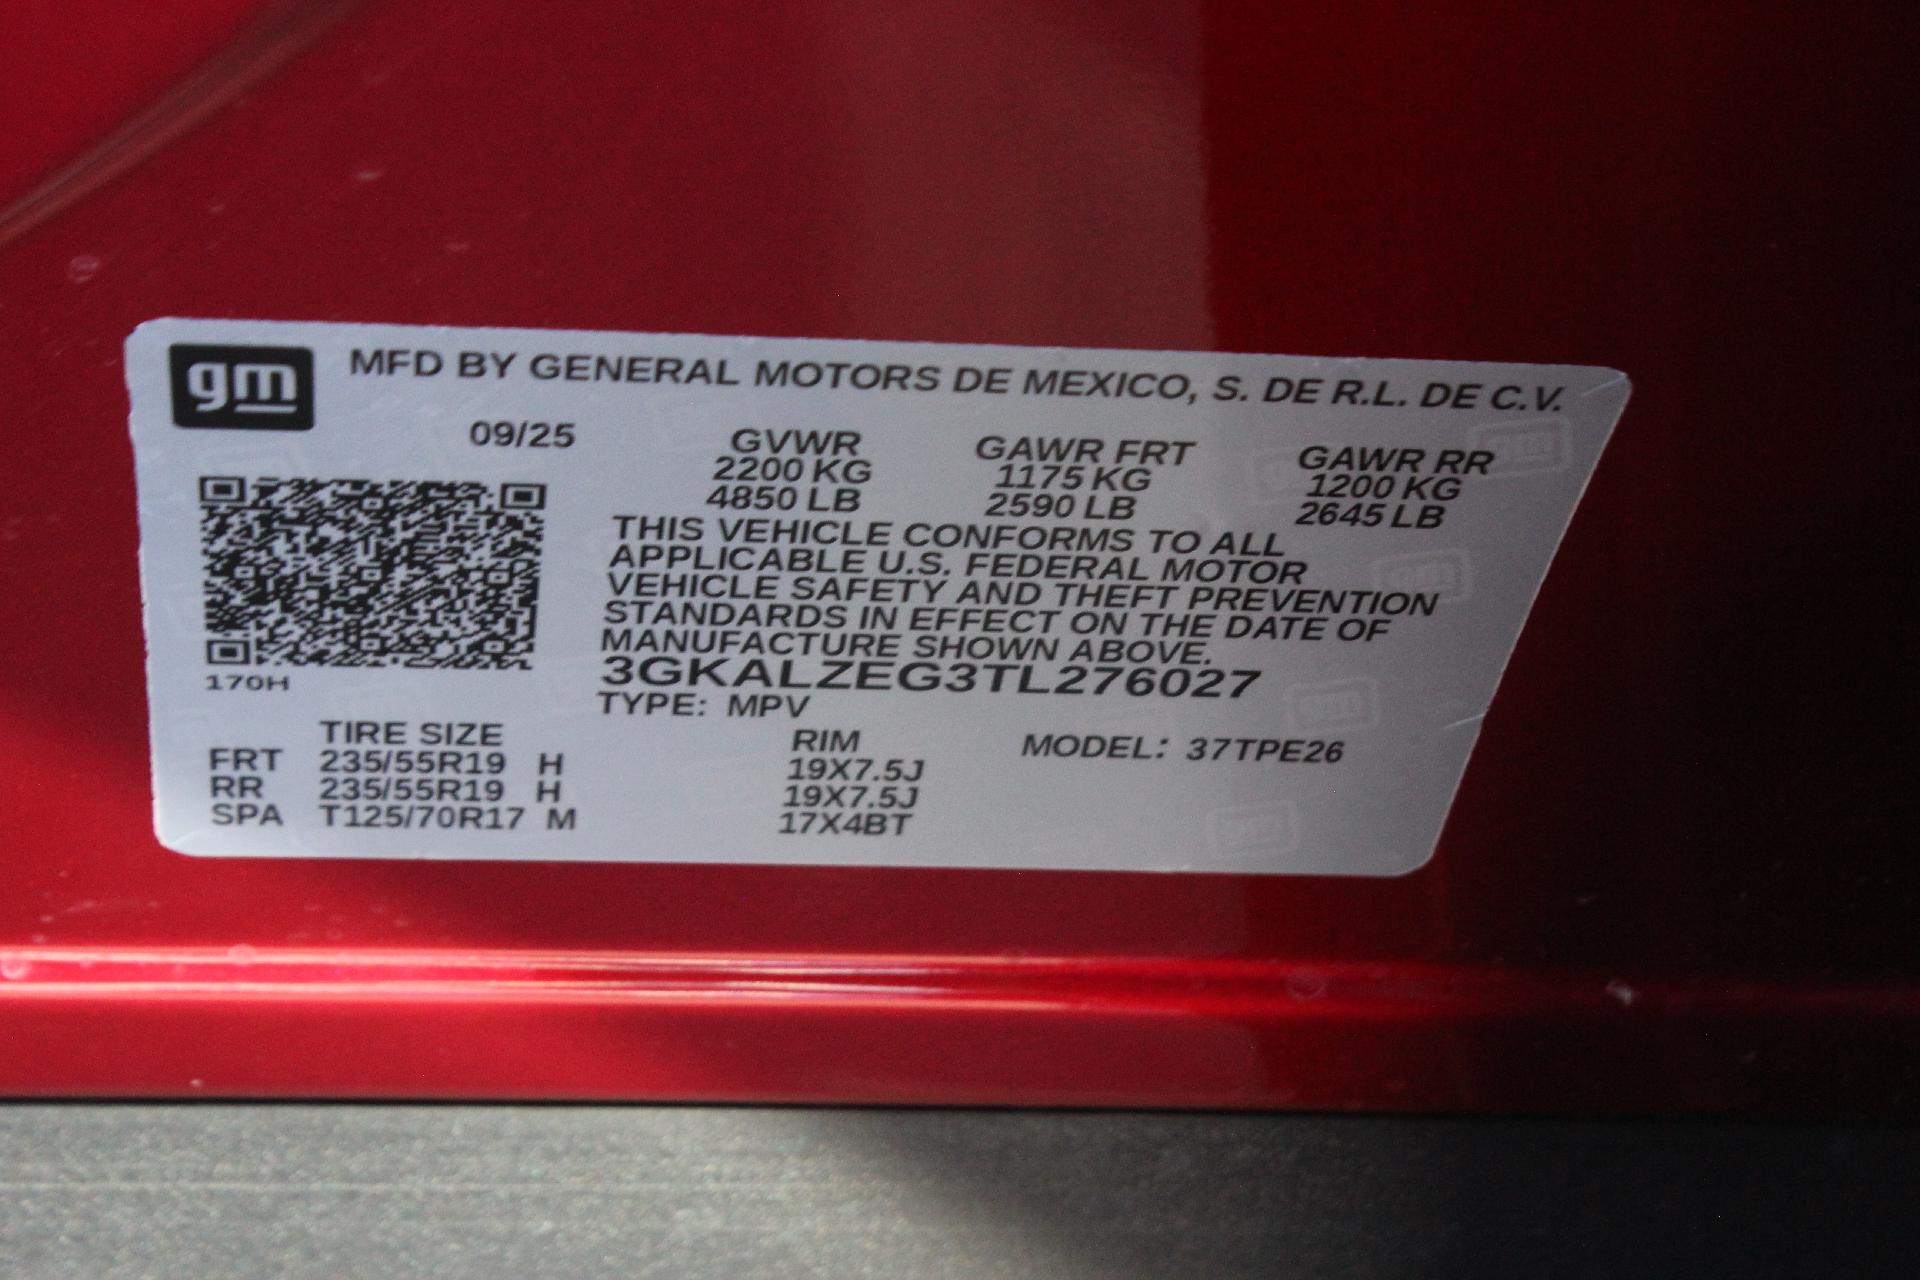 gm MFD BY GENERAL MOTORS DE MEXICO, S. DE R.L. DE C.V.
09/25 GVWR GAWR FRT GAWR RR
2200 KG 1175 KG 1200 KG
4850 LB 2590 LB 2645 LB
THIS VEHICLE CONFORMS TO ALL
APPLICABLE U.S. FEDERAL MOTOR
VEHICLE SAFETY AND THEFT PREVENTION
STANDARDS IN EFFECT ON THE DATE OF
MANUFACTURE SHOWN ABOVE.
170H 3GKALZEG3TL276027
TYPE: MPV
TIRE SIZE RIM MODEL: 37TPE26
FRT 235/55R19 H 19X7.5J
RR 235/55R19 H 19X7.5J
SPA T125/70R17 M 17X4BT